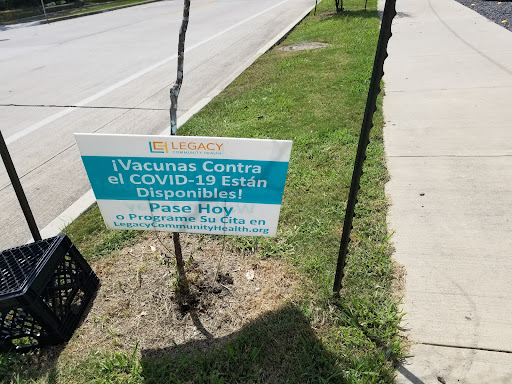 LEGACY
COMMUNITY HEALTH
¡Vacunas Contra
el COVID-19 Están
Disponibles!
Pase Hoy
o Programe Su Cita en
LegacyCommunityHealth.org